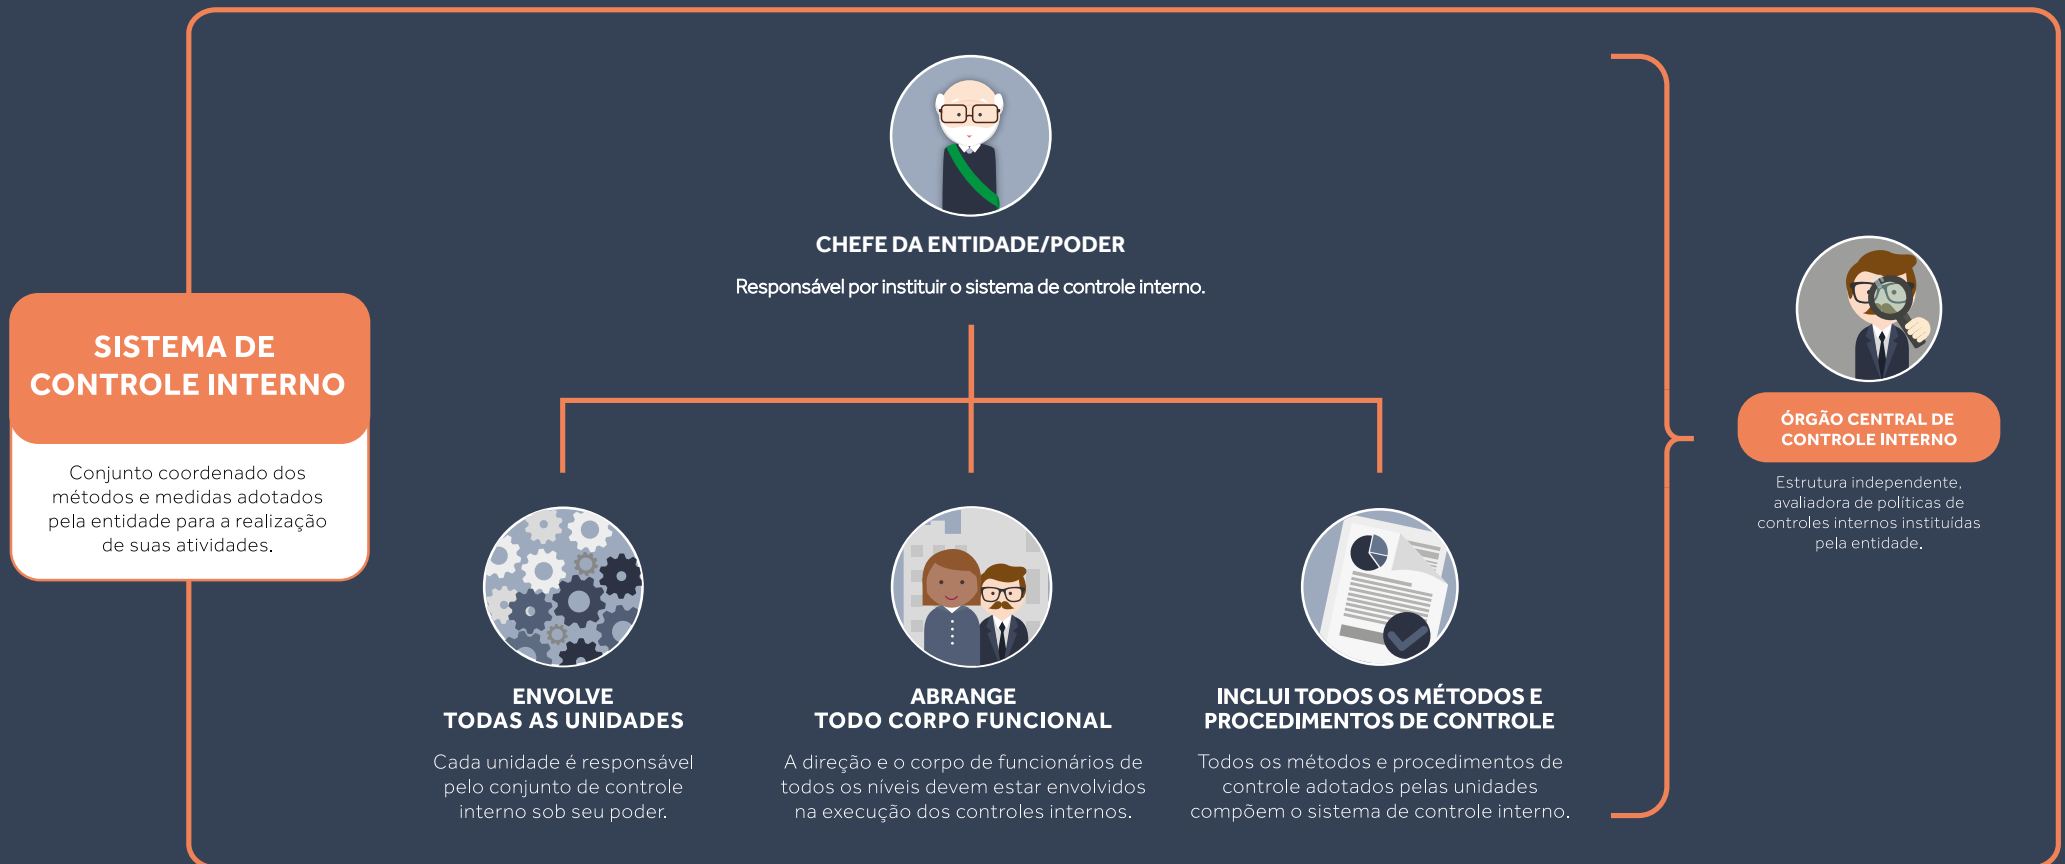 CHEFE DA ENTIDADE/PODER
Responsável por instituir o sistema de controle interno.
SISTEMA DE
CONTROLE INTERNO
Conjunto coordenado dos
métodos e medidas adotados
pela entidade para a realização
de suas atividades.
ENVOLVE
TODAS AS UNIDADES
Cada unidade é responsável
pelo conjunto de controle
interno sob seu poder.
ABRANGE
TODO CORPO FUNCIONAL
A direção e o corpo de funcionários de
todos os níveis devem estar envolvidos
na execução dos controles internos.
INCLUI TODOS OS MÉTODOS E
PROCEDIMENTOS DE CONTROLE
Todos os métodos e procedimentos de
controle adotados pelas unidades
compõem o sistema de controle interno.
ÓRGÃO CENTRAL DE
CONTROLE INTERNO
Estrutura independente,
avaliadora de políticas de
controles internos instituídas
pela entidade.